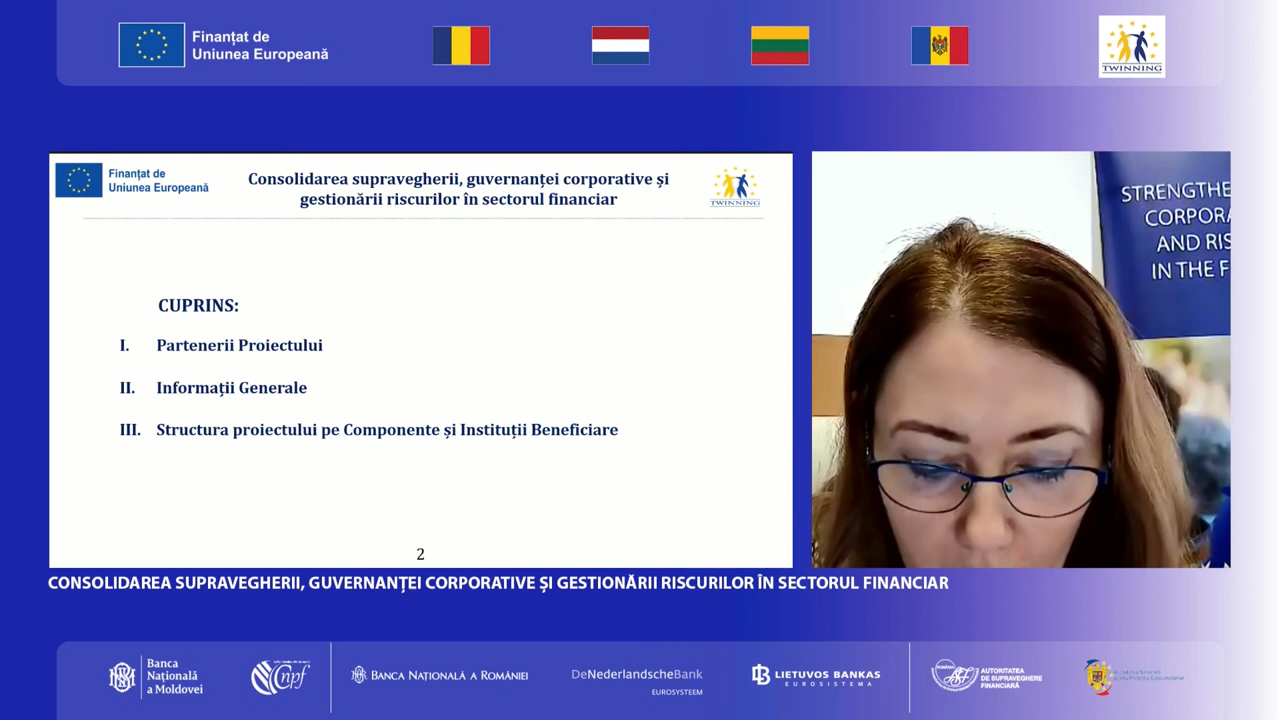 Finanțat de
Uniunea Europeană
TWINNING
Finanțat de
Uniunea Europeană
Consolidarea supravegherii, guvernanței corporative și
gestionării riscurilor în sectorul financiar
TWINNING
CUPRINS:
I. Partenerii Proiectului
II. Informații Generale
III. Structura proiectului pe Componente și Instituții Beneficiare
2
STRENGTHE
CORPORA
AND RIS
IN THE F
CONSOLIDAREA SUPRAVEGHERII, GUVERNANȚEI CORPORATIVE ȘI GESTIONĂRII RISCURILOR ÎN SECTORUL FINANCIAR
Banca
Națională
a Moldovei
cnpf
BANCA NAȚIONALĂ A ROMÂNIEI
DeNederlandscheBank
EUROSYSTEEM
LIETUVOS BANKAS
EUROSISTEMA
ASF
AUTORITATEA
DE SUPRAVEGHERE
FINANCIARĂ